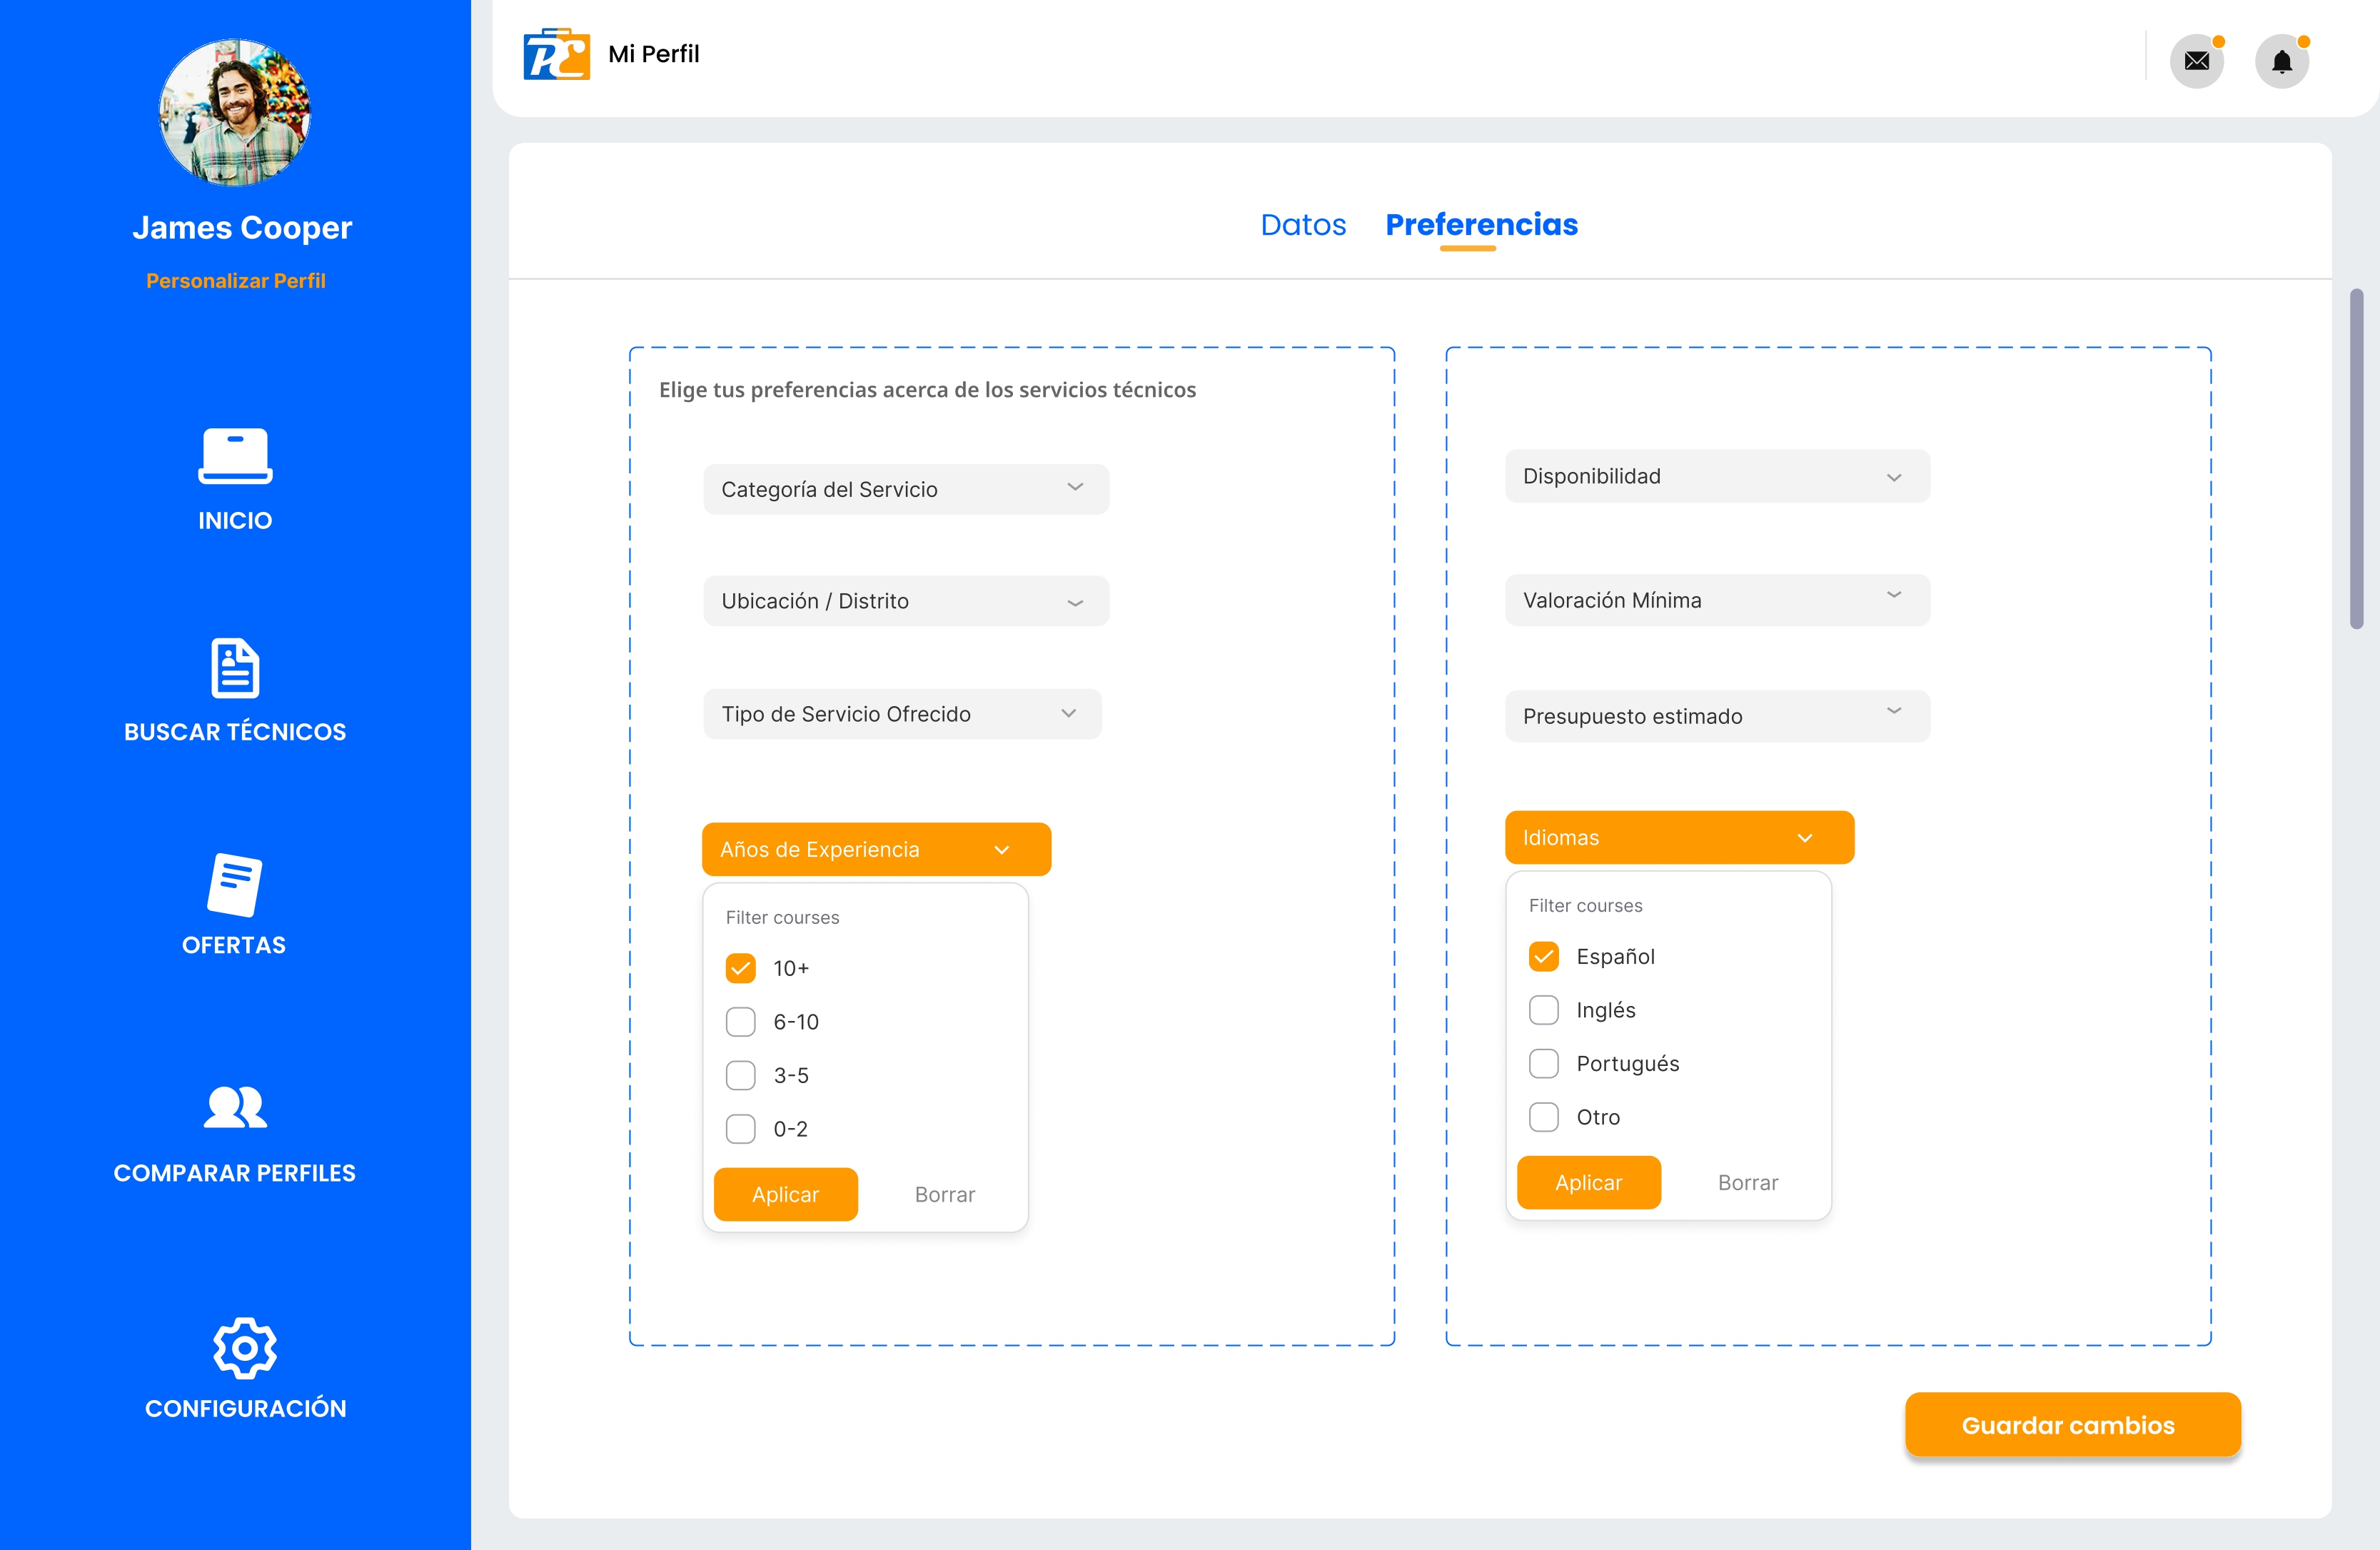 James Cooper
Personalizar Perfil
INICIO
BUSCAR TÉCNICOS
OFERTAS
COMPARAR PERFILES
CONFIGURACIÓN
Mi Perfil
Datos
Preferencias
Elige tus preferencias acerca de los servicios técnicos
Categoría del Servicio
Ubicación / Distrito
Tipo de Servicio Ofrecido
Años de Experiencia
Filter courses
10+
6-10
3-5
0-2
Aplicar
Borrar
Disponibilidad
Valoración Mínima
Presupuesto estimado
Idiomas
Filter courses
Español
Inglés
Portugués
Otro
Aplicar
Borrar
Guardar cambios